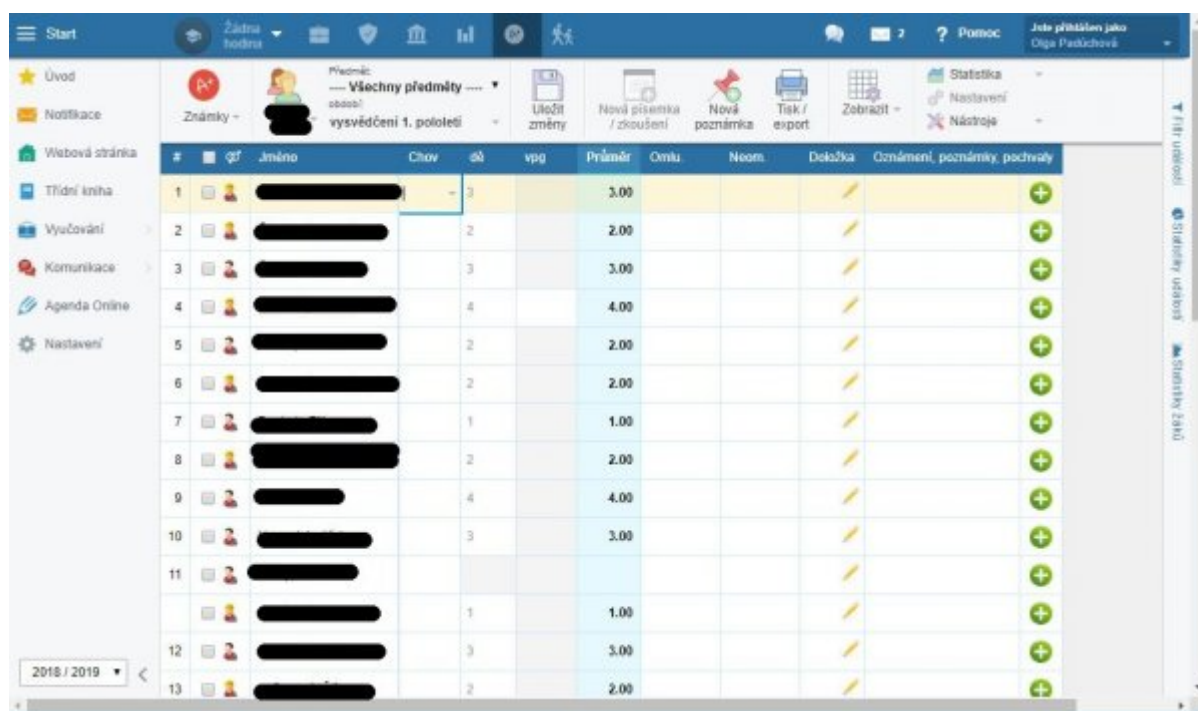 Start
Žádná
hodina
2
? Pomoc
Jste přihlášen jako
Olga Padúchová
Úvod
Notifikace
Webová stránka
Třídní kniha
Vyučování
Komunikace
Agenda Online
Nastavení
2018 / 2019
Známky
Předmět:
---- Všechny předměty ----
období
vysvědčení 1. pololetí
Uložit
změny
Nová písemka
/ zkoušení
Nová
poznámka
Tisk /
export
Zobrazit
Statistika
Nastavení
Nástroje
# Jméno Chov dě vpg Průměr Omlu. Neom. Doložka Oznámení, poznámky, pochvaly
1 3 3.00
2 2 2.00
3 3 3.00
4 4 4.00
5 2 2.00
6 2 2.00
7 1 1.00
8 2 2.00
9 4 4.00
10 3 3.00
11
1 1.00
12 3 3.00
13 2 2.00
Filtr událostí
Statistiky událostí
Statistiky žáků